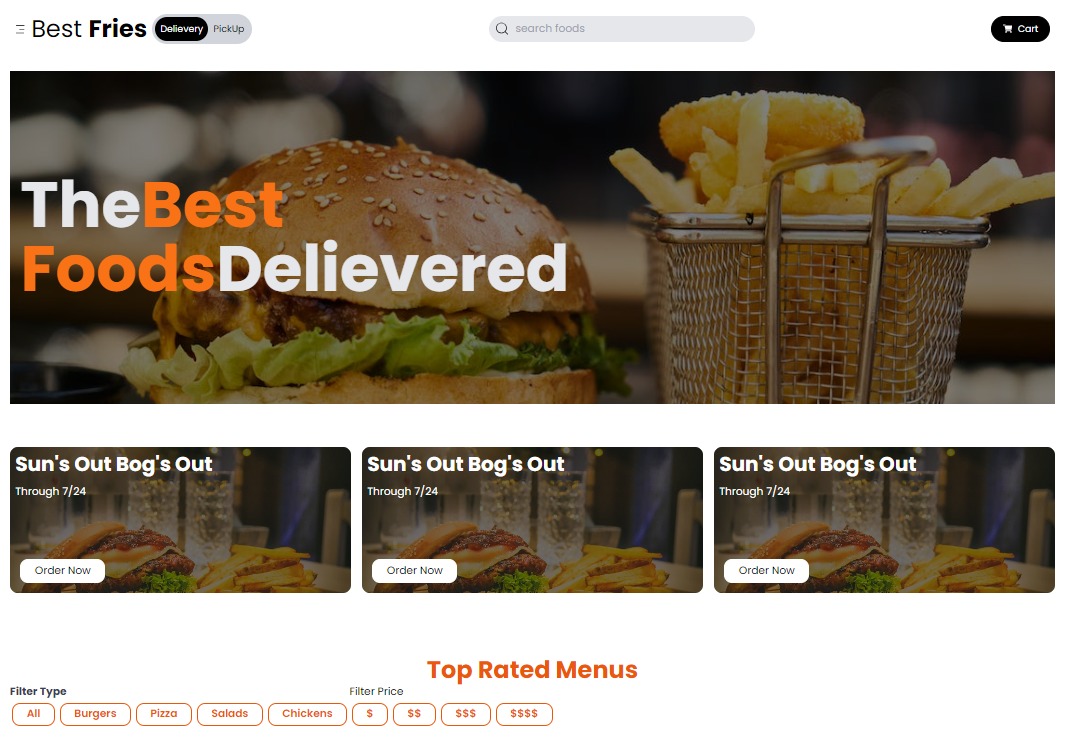 Best Fries Delievery PickUp
search foods
Cart
TheBest
FoodsDelievered
Sun's Out Bog's Out
Through 7/24
Order Now
Sun's Out Bog's Out
Through 7/24
Order Now
Sun's Out Bog's Out
Through 7/24
Order Now
Top Rated Menus
Filter Type
All Burgers Pizza Salads Chickens
Filter Price
$ $$ $$$ $$$$